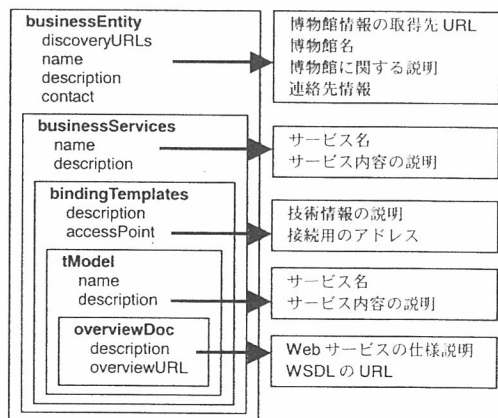 businessEntity
discoveryURLs
name
description
contact
博物館情報の取得先 URL
博物館名
博物館に関する説明
連絡先情報
businessServices
name
description
サービス名
サービス内容の説明
bindingTemplates
description
accessPoint
技術情報の説明
接続用のアドレス
tModel
name
description
サービス名
サービス内容の説明
overviewDoc
description
overviewURL
Web サービスの仕様説明
WSDL の URL